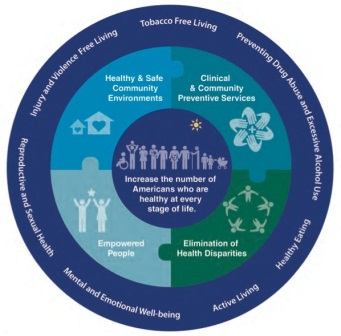 Tobacco Free Living
Preventing Drug Abuse and Excessive Alcohol Use
Healthy Eating
Active Living
Mental and Emotional Well-being
Reproductive and Sexual Health
Injury and Violence Free Living
Healthy & Safe
Community
Environments
Clinical
& Community
Preventive Services
Increase the number of
Americans who are
healthy at every
stage of life.
Empowered
People
Elimination of
Health Disparities